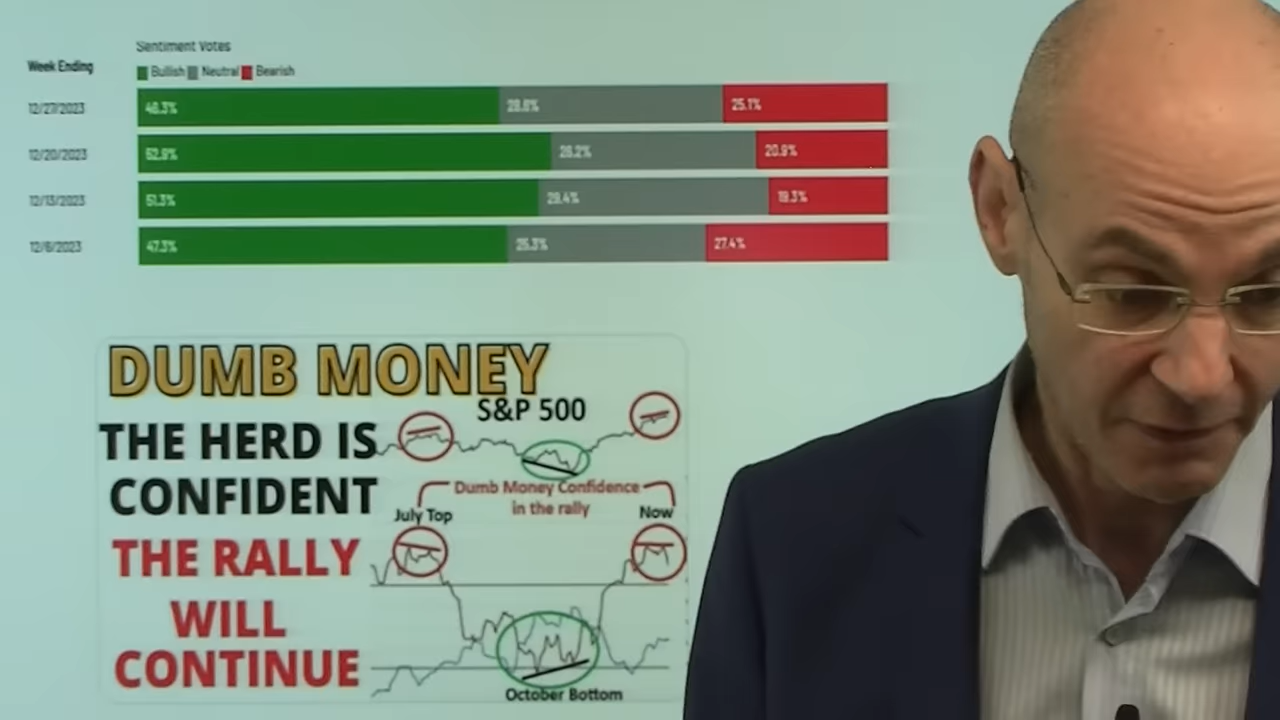 Sentiment Votes
Week Ending
Bullish Neutral Bearish
12/27/2023 46.3% 28.6% 25.1%
12/20/2023 52.9% 26.2% 20.9%
12/13/2023 51.3% 29.4% 19.3%
12/6/2023 47.3% 25.3% 27.4%
DUMB MONEY
S&P 500
THE HERD IS
CONFIDENT
Dumb Money Confidence
in the rally
July Top
Now
THE RALLY
WILL
CONTINUE
October Bottom